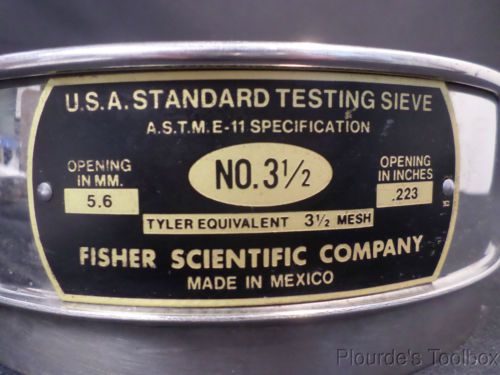 U.S.A. STANDARD TESTING SIEVE
A.S.T.M. E-11 SPECIFICATION
OPENING
IN MM.
5.6
NO. 3½
OPENING
IN INCHES
.223
TYLER EQUIVALENT 3½ MESH
FISHER SCIENTIFIC COMPANY
MADE IN MEXICO
Plourde's Toolbox